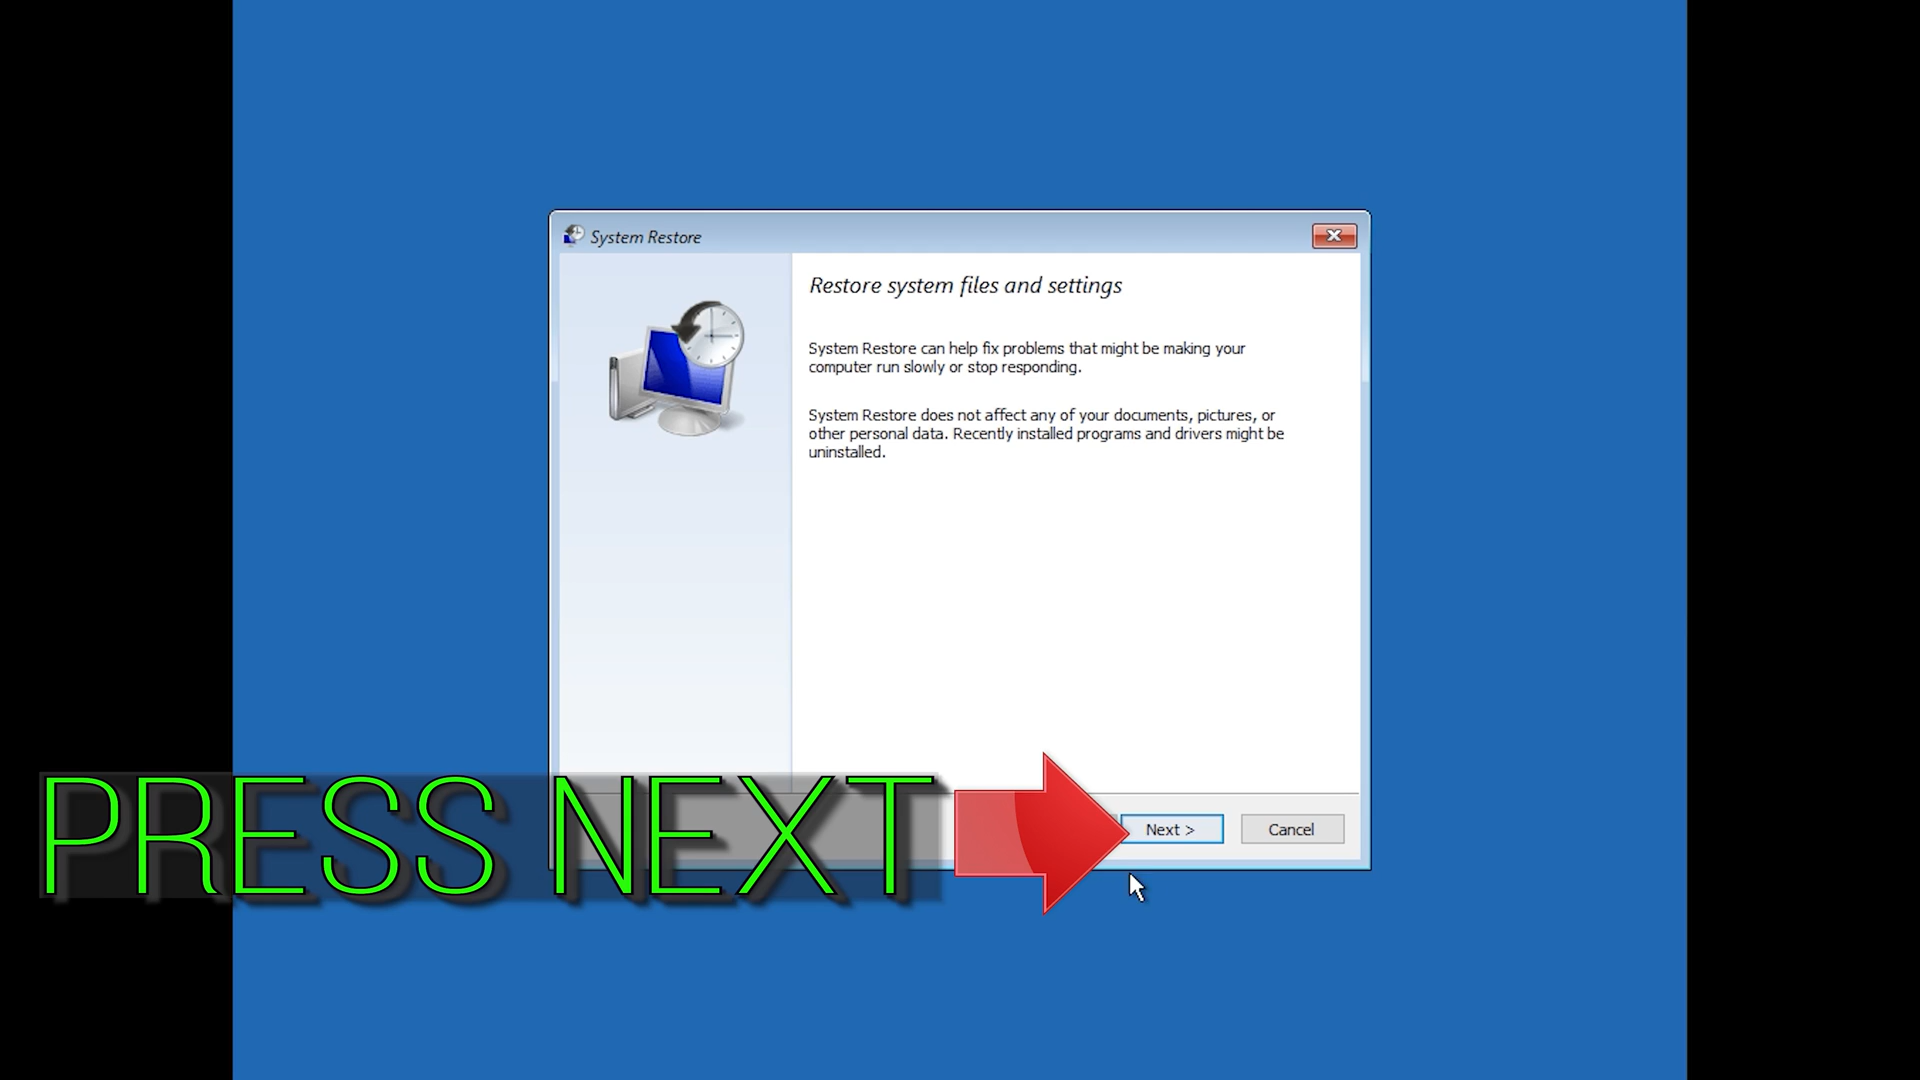 System Restore
Restore system files and settings
System Restore can help fix problems that might be making your
computer run slowly or stop responding.
System Restore does not affect any of your documents, pictures, or
other personal data. Recently installed programs and drivers might be
uninstalled.
PRESS NEXT
Next >
Cancel